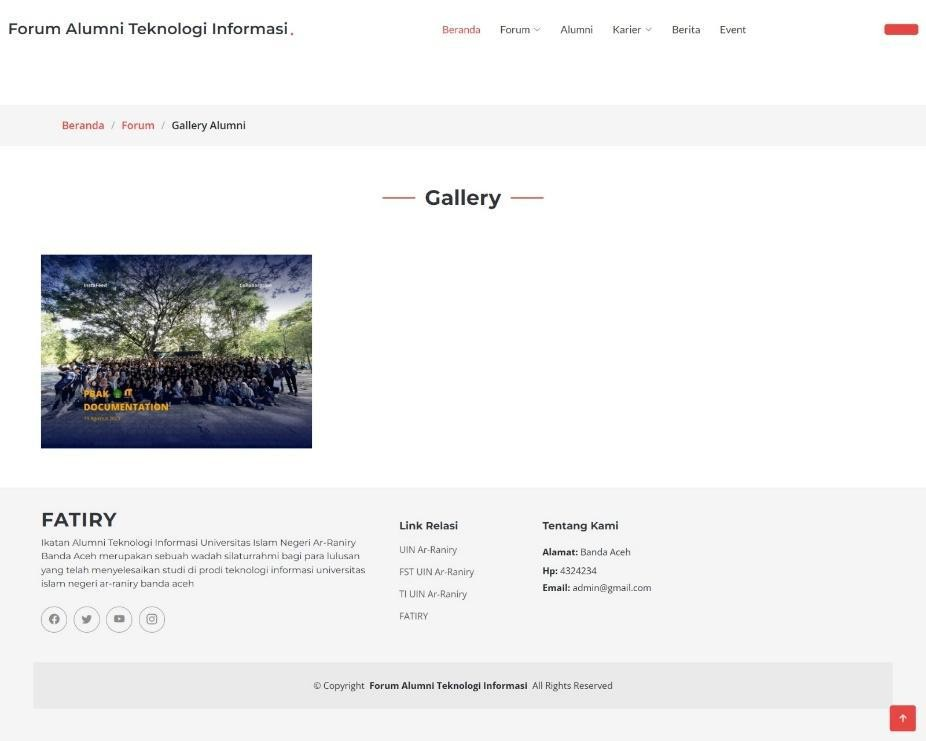 Forum Alumni Teknologi Informasi.
Beranda Forum Alumni Karier Berita Event
Beranda / Forum / Gallery Alumni
Gallery
PBAK IT
DOCUMENTATION
FATIRY
Ikatan Alumni Teknologi Informasi Universitas Islam Negeri Ar-Raniry
Banda Aceh merupakan sebuah wadah silaturrahmi bagi para lulusan
yang telah menyelesaikan studi di prodi teknologi informasi universitas
islam negeri ar-raniry banda aceh
Link Relasi
UIN Ar-Raniry
FST UIN Ar-Raniry
TI UIN Ar-Raniry
FATIRY
Tentang Kami
Alamat: Banda Aceh
Hp: 4324234
Email: admin@gmail.com
© Copyright Forum Alumni Teknologi Informasi All Rights Reserved